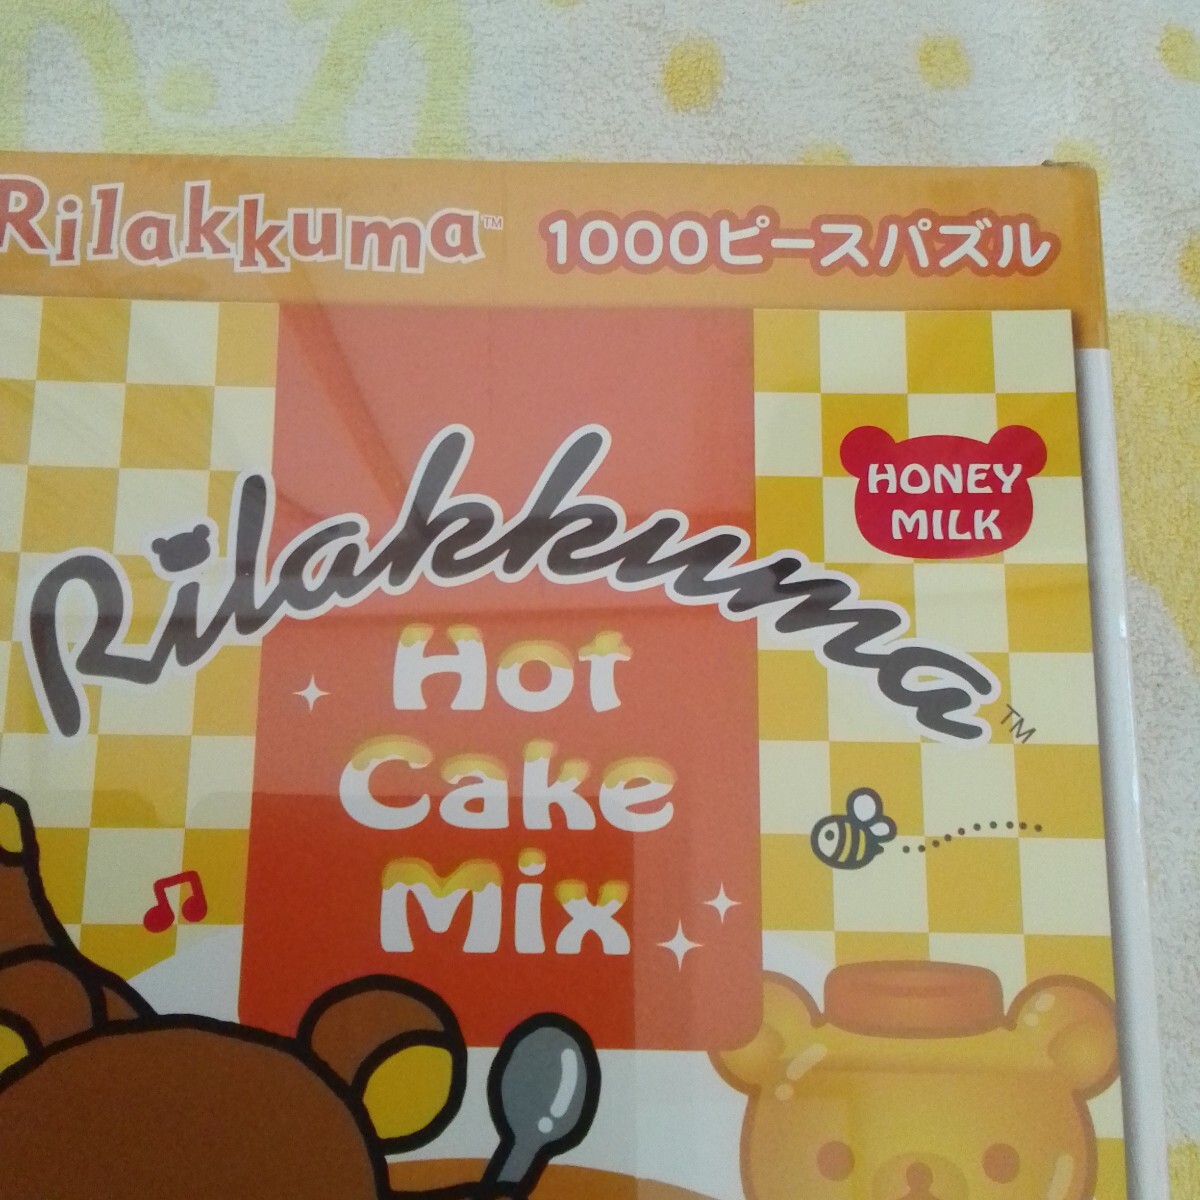 Rilakkuma™ 1000ピースパズル
HONEY
MILK
Rilakkuma™
Hot
Cake
Mix